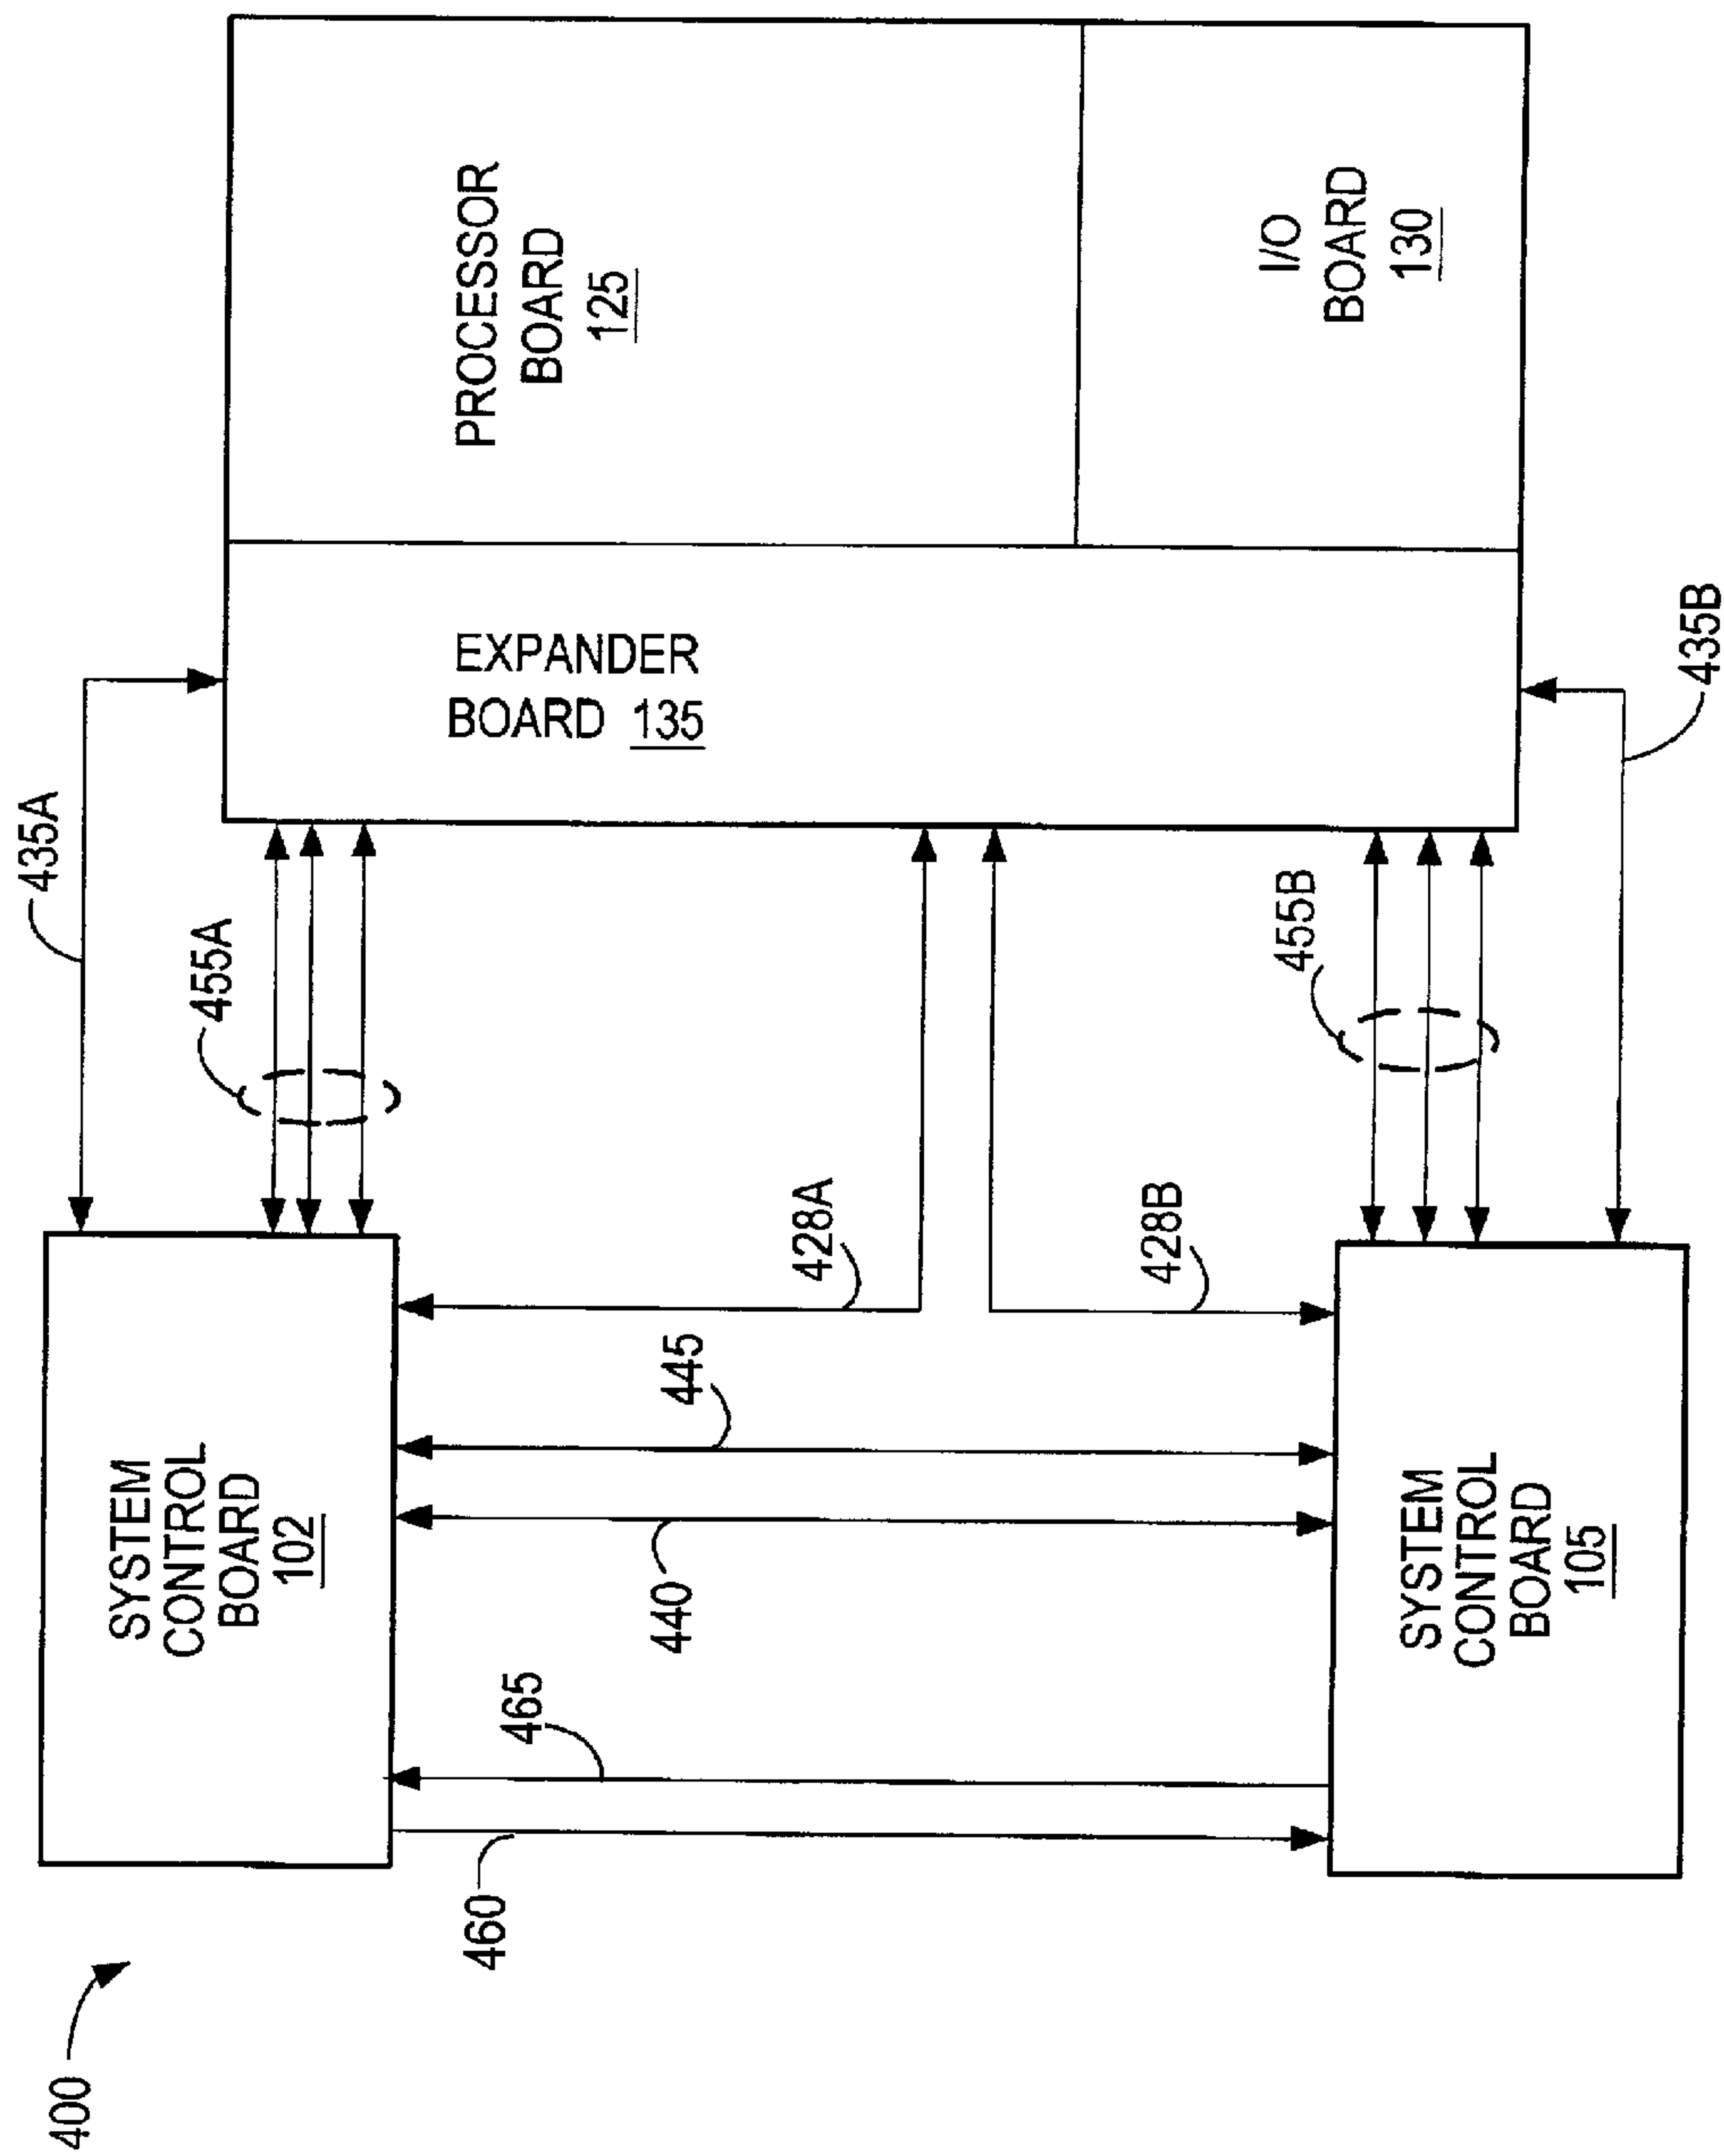 400
SYSTEM
CONTROL
BOARD
102
435A
455A
EXPANDER
BOARD 135
PROCESSOR
BOARD
125
I/O
BOARD
130
460
465
440
445
428A
428B
455B
435B
SYSTEM
CONTROL
BOARD
105